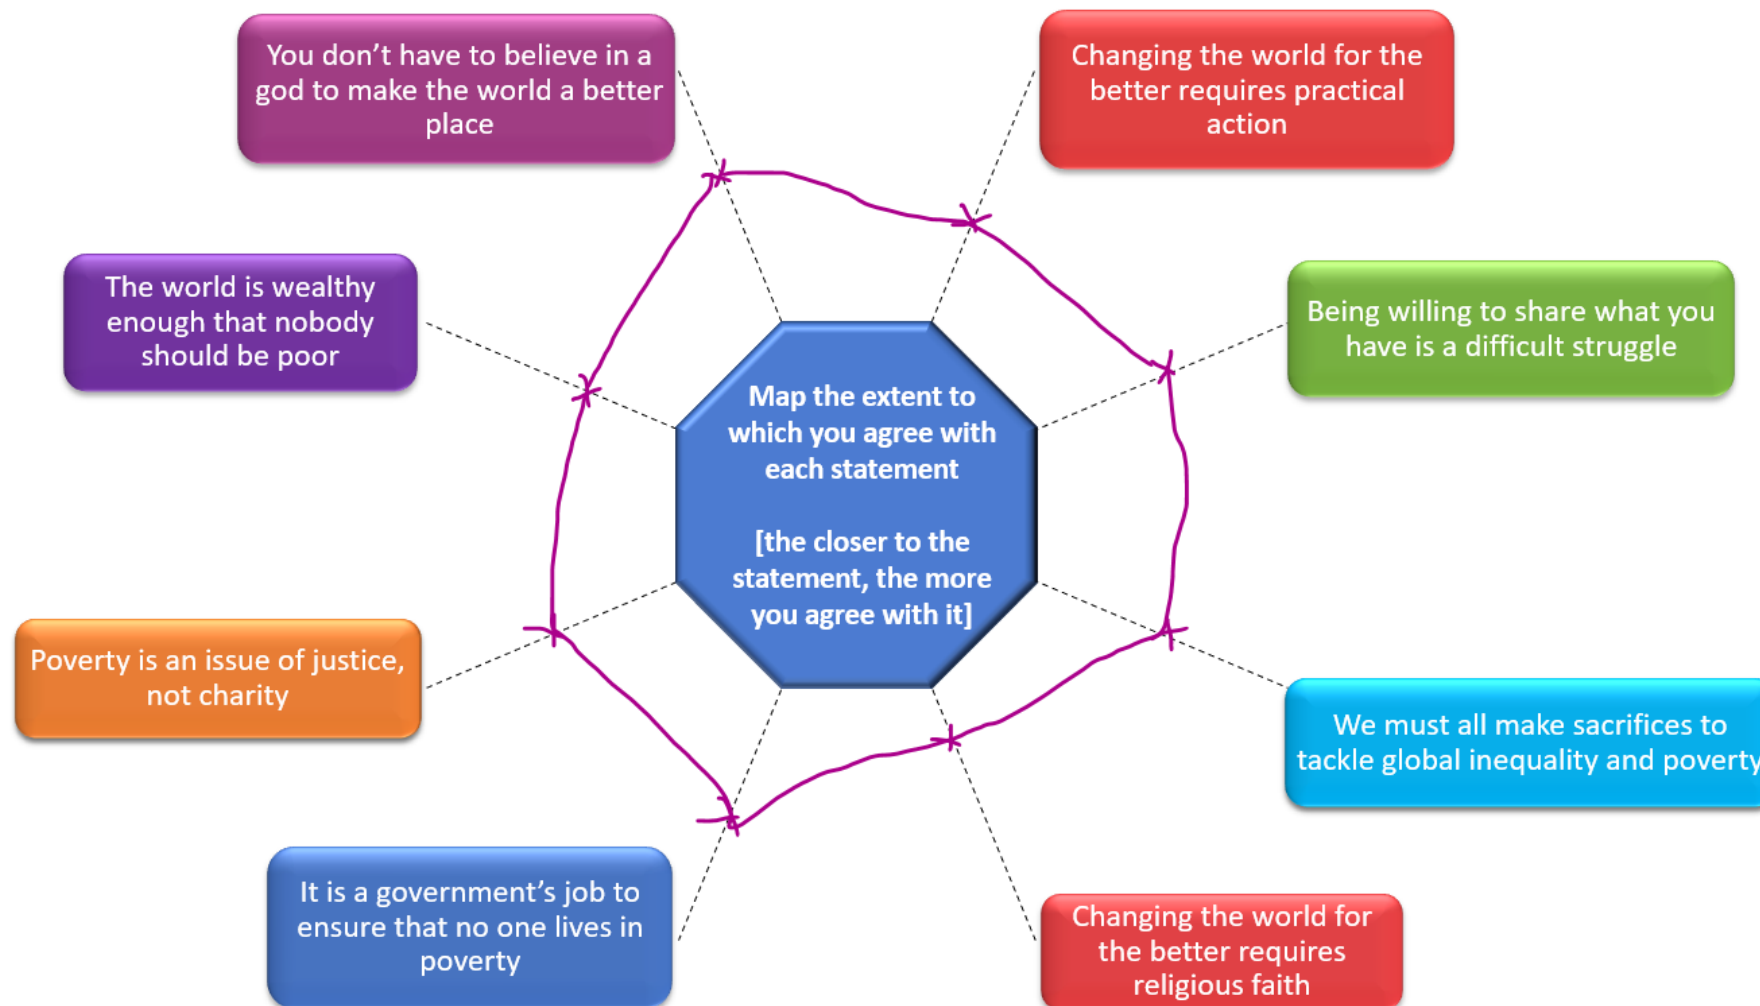 You don’t have to believe in a
god to make the world a better
place
Changing the world for the
better requires practical
action
The world is wealthy
enough that nobody
should be poor
Being willing to share what you
have is a difficult struggle
Map the extent to
which you agree with
each statement
[the closer to the
statement, the more
you agree with it]
Poverty is an issue of justice,
not charity
We must all make sacrifices to
tackle global inequality and poverty
It is a government’s job to
ensure that no one lives in
poverty
Changing the world for
the better requires
religious faith